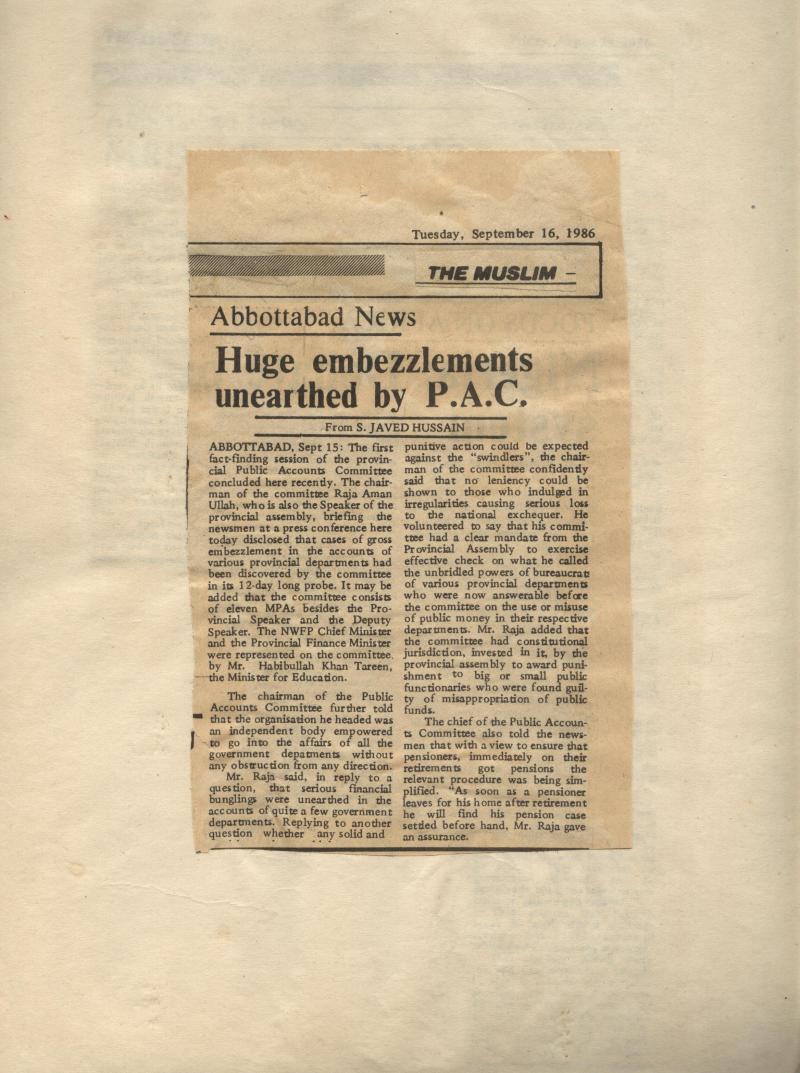 Tuesday, September 16, 1986
THE MUSLIM –
Abbottabad News
Huge embezzlements
unearthed by P.A.C.
From S. JAVED HUSSAIN
ABBOTTABAD, Sept 15: The first
fact-finding session of the provin-
cial Public Accounts Committee
concluded here recently. The chair-
man of the committee Raja Aman
Ullah, who is also the Speaker of the
provincial assembly, briefing the
newsmen at a press conference here
today disclosed that cases of gross
embezzlement in the accounts of
various provincial departments had
been discovered by the committee
in its 12-day long probe. It may be
added that the committee consists
of eleven MPAs besides the Pro-
vincial Speaker and the Deputy
Speaker. The NWFP Chief Minister
and the Provincial Finance Minister
were represented on the committee
by Mr. Habibullah Khan Tareen,
the Minister for Education.
The chairman of the Public
Accounts Committee further told
that the organisation he headed was
an independent body empowered
to go into the affairs of all the
government depatments without
any obstruction from any direction.
Mr. Raja said, in reply to a
question, that serious financial
bunglings were unearthed in the
accounts of quite a few government
departments. Replying to another
question whether any solid and
punitive action could be expected
against the "swindlers", the chair-
man of the committee confidently
said that no leniency could be
shown to those who indulged in
irregularities causing serious loss
to the national exchequer. He
volunteered to say that his commi-
ttee had a clear mandate from the
Provincial Assembly to exercise
effective check on what he called
the unbridled powers of bureaucrats
of various provincial departments
who were now answerable before
the committee on the use or misuse
of public money in their respective
departments. Mr. Raja added that
the committee had constitutional
jurisdiction, invested in it, by the
provincial assembly to award puni-
shment to big or small public
functionaries who were found guil-
ty of misappropriation of public
funds.
The chief of the Public Accoun-
ts Committee also told the news-
men that with a view to ensure that
pensioners, immediately on their
retirements got pensions the
relevant procedure was being sim-
plified. "As soon as a pensioner
leaves for his home after retirement
he will find his pension case
settled before hand, Mr. Raja gave
an assurance.